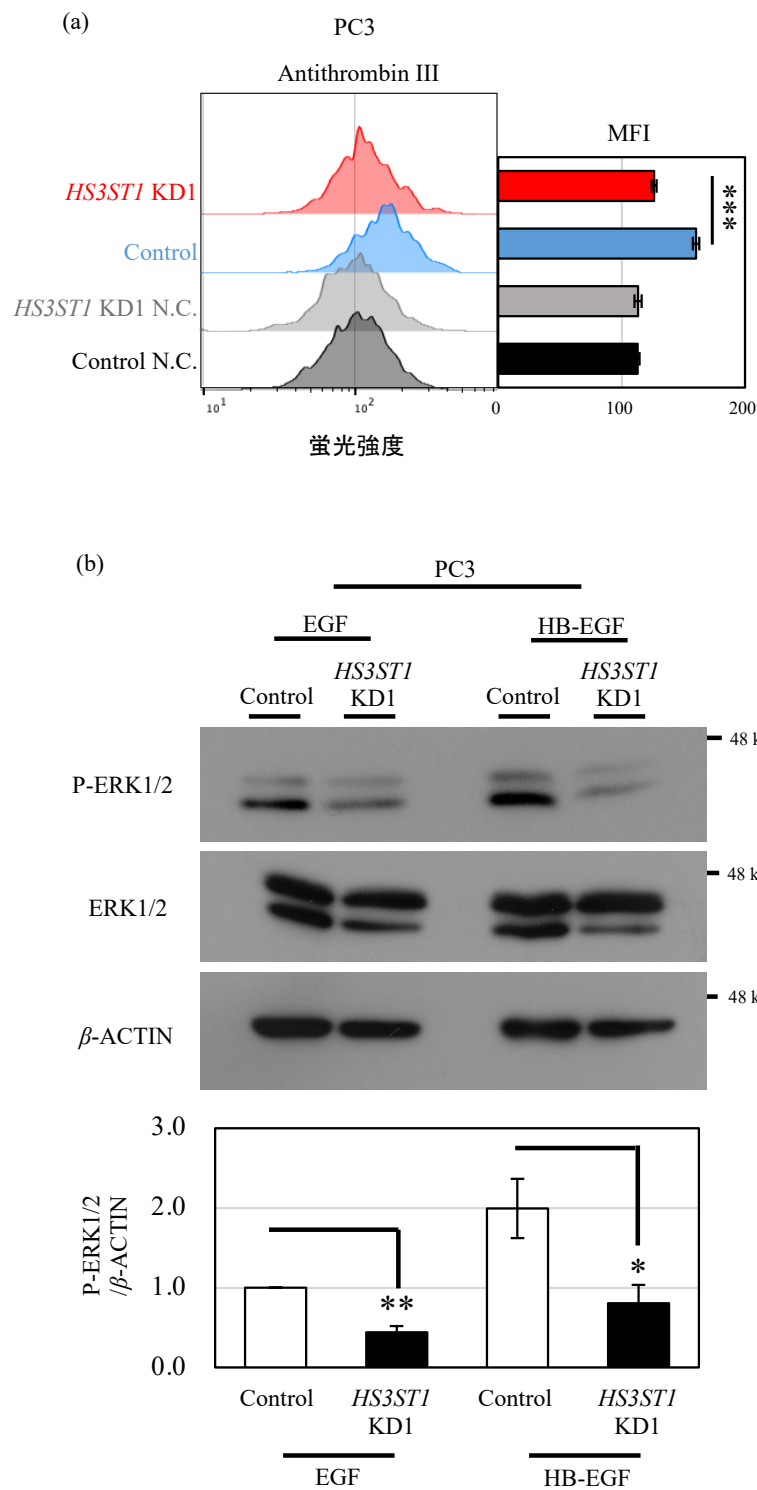 (a)
PC3
Antithrombin III
MFI
HS3ST1 KD1
***
Control
HS3ST1 KD1 N.C.
Control N.C.
10¹ 10² 0 100 200
蛍光強度
(b)
PC3
EGF HB-EGF
Control HS3ST1 KD1 Control HS3ST1 KD1
48 k
P-ERK1/2
48 k
ERK1/2
48 k
β-ACTIN
3.0
2.0
1.0
0.0
P-ERK1/2
/β-ACTIN
** *
Control HS3ST1 KD1 Control HS3ST1 KD1
EGF HB-EGF